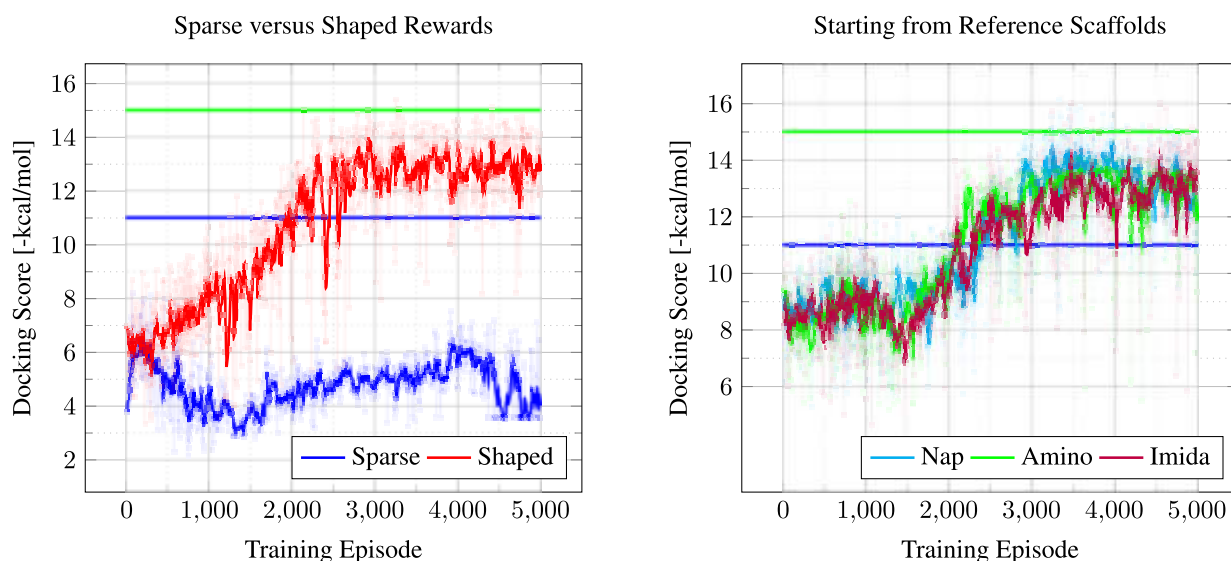 Sparse versus Shaped Rewards
Docking Score [-kcal/mol]
16
14
12
10
8
6
4
2
Sparse Shaped
0 1,000 2,000 3,000 4,000 5,000
Training Episode
Starting from Reference Scaffolds
Docking Score [-kcal/mol]
16
14
12
10
8
6
Nap Amino Imida
0 1,000 2,000 3,000 4,000 5,000
Training Episode